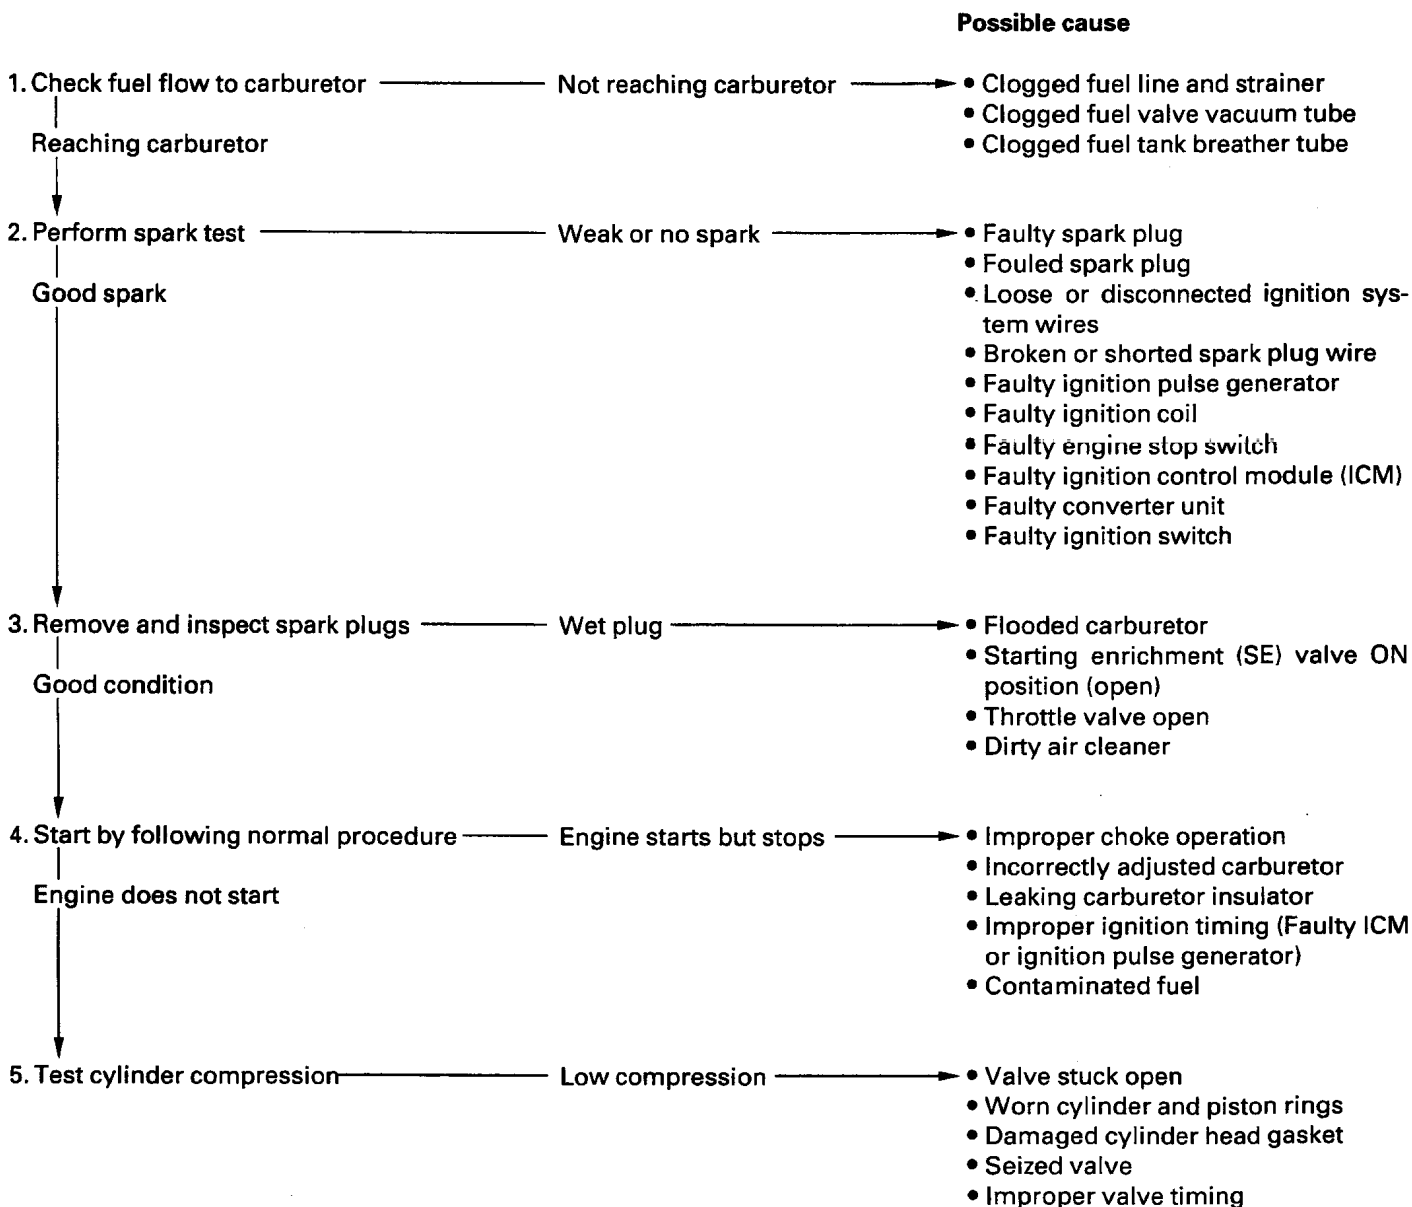 Possible cause
1. Check fuel flow to carburetor Not reaching carburetor • Clogged fuel line and strainer
• Clogged fuel valve vacuum tube
Reaching carburetor • Clogged fuel tank breather tube
2. Perform spark test Weak or no spark • Faulty spark plug
• Fouled spark plug
Good spark • Loose or disconnected ignition sys-
tem wires
• Broken or shorted spark plug wire
• Faulty ignition pulse generator
• Faulty ignition coil
• Faulty engine stop switch
• Faulty ignition control module (ICM)
• Faulty converter unit
• Faulty ignition switch
3. Remove and inspect spark plugs Wet plug • Flooded carburetor
• Starting enrichment (SE) valve ON
Good condition position (open)
• Throttle valve open
• Dirty air cleaner
4. Start by following normal procedure Engine starts but stops • Improper choke operation
• Incorrectly adjusted carburetor
Engine does not start • Leaking carburetor insulator
• Improper ignition timing (Faulty ICM
or ignition pulse generator)
• Contaminated fuel
5. Test cylinder compression Low compression • Valve stuck open
• Worn cylinder and piston rings
• Damaged cylinder head gasket
• Seized valve
• Improper valve timing